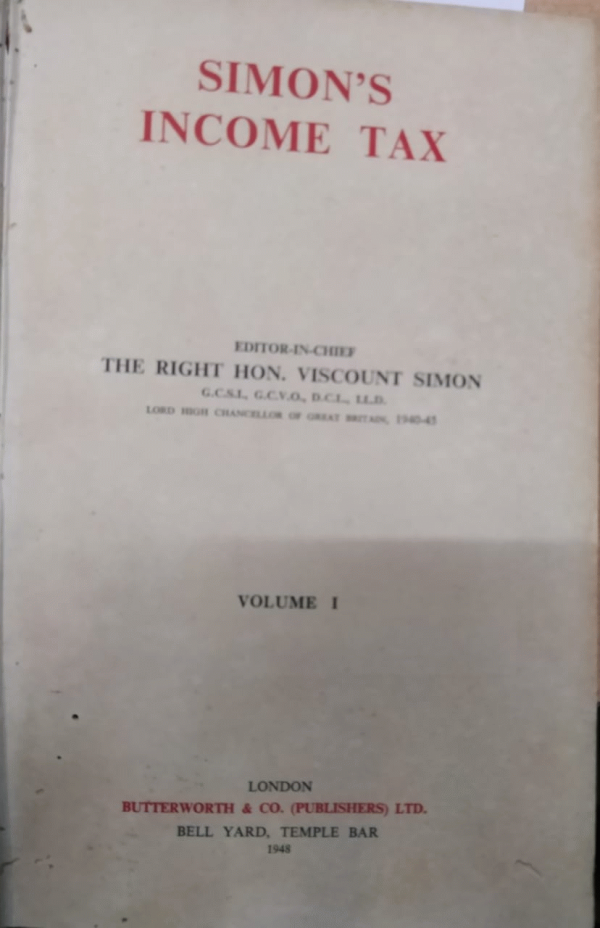 SIMON'S
INCOME TAX
EDITOR-IN-CHIEF
THE RIGHT HON. VISCOUNT SIMON
G.C.S.I., G.C.V.O., D.C.L., LL.D.
LORD HIGH CHANCELLOR OF GREAT BRITAIN, 1940-45
VOLUME I
LONDON
BUTTERWORTH & CO. (PUBLISHERS) LTD.
BELL YARD, TEMPLE BAR
1948